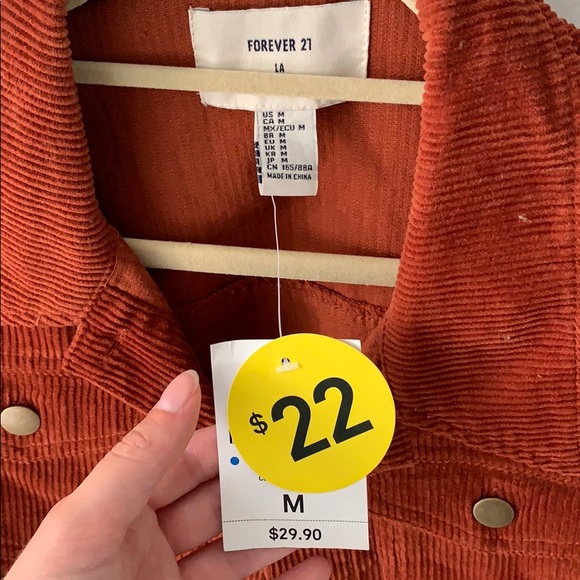 FOREVER 21
LA
US M
CA M
MX/ECU M
BR M
EU M
UK M
KR M
JP M
CN 165/88A
MADE IN CHINA
$22
M
$29.90